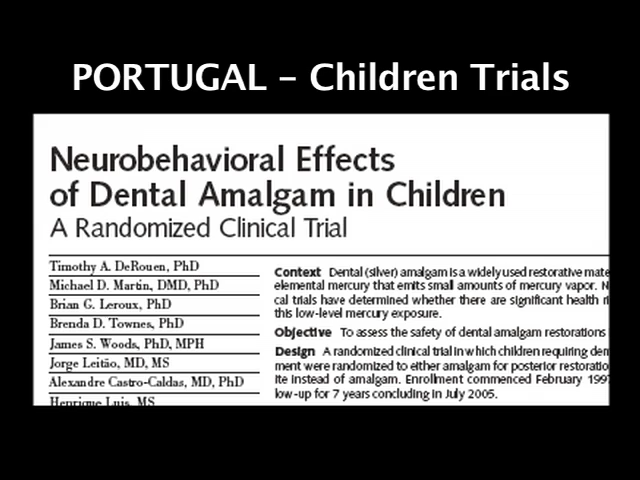 PORTUGAL – Children Trials
Neurobehavioral Effects
of Dental Amalgam in Children
A Randomized Clinical Trial
Timothy A. DeRouen, PhD
Michael D. Martin, DMD, PhD
Brian G. Leroux, PhD
Brenda D. Townes, PhD
James S. Woods, PhD, MPH
Jorge Leitão, MD, MS
Alexandre Castro-Caldas, MD, PhD
Henrique Luis, MS
Context Dental (silver) amalgam is a widely used restorative mate
elemental mercury that emits small amounts of mercury vapor. N
cal trials have determined whether there are significant health ri
this low-level mercury exposure.
Objective To assess the safety of dental amalgam restorations
Design A randomized clinical trial in which children requiring den
ment were randomized to either amalgam for posterior restoratio
ite instead of amalgam. Enrollment commenced February 1997
low-up for 7 years concluding in July 2005.